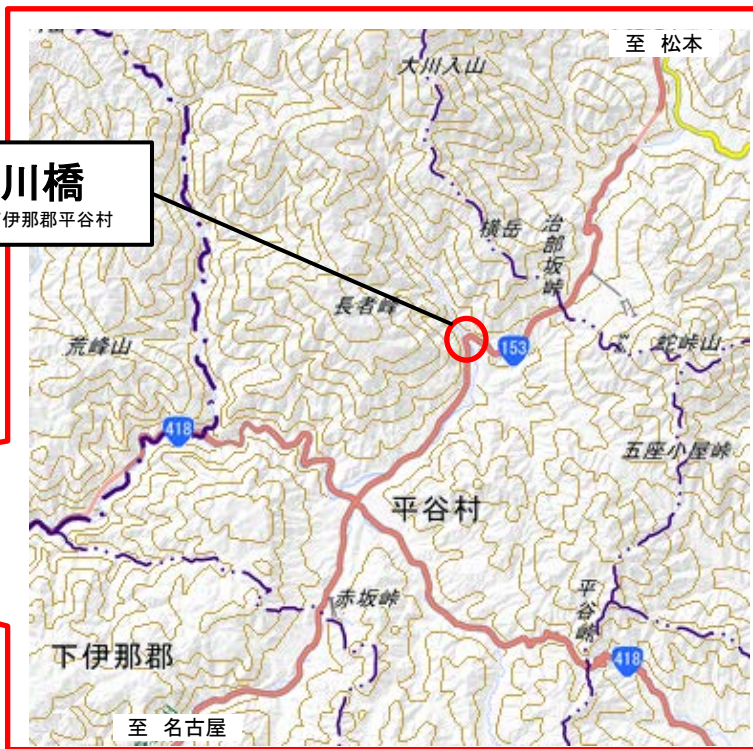 至 松本
大川入山
川橋
伊那郡平谷村
横岳
治部坂峠
長者峰
荒峰山
153
蛇峠山
418
五座小屋峠
平谷村
赤坂峠
平谷峠
下伊那郡
418
至 名古屋